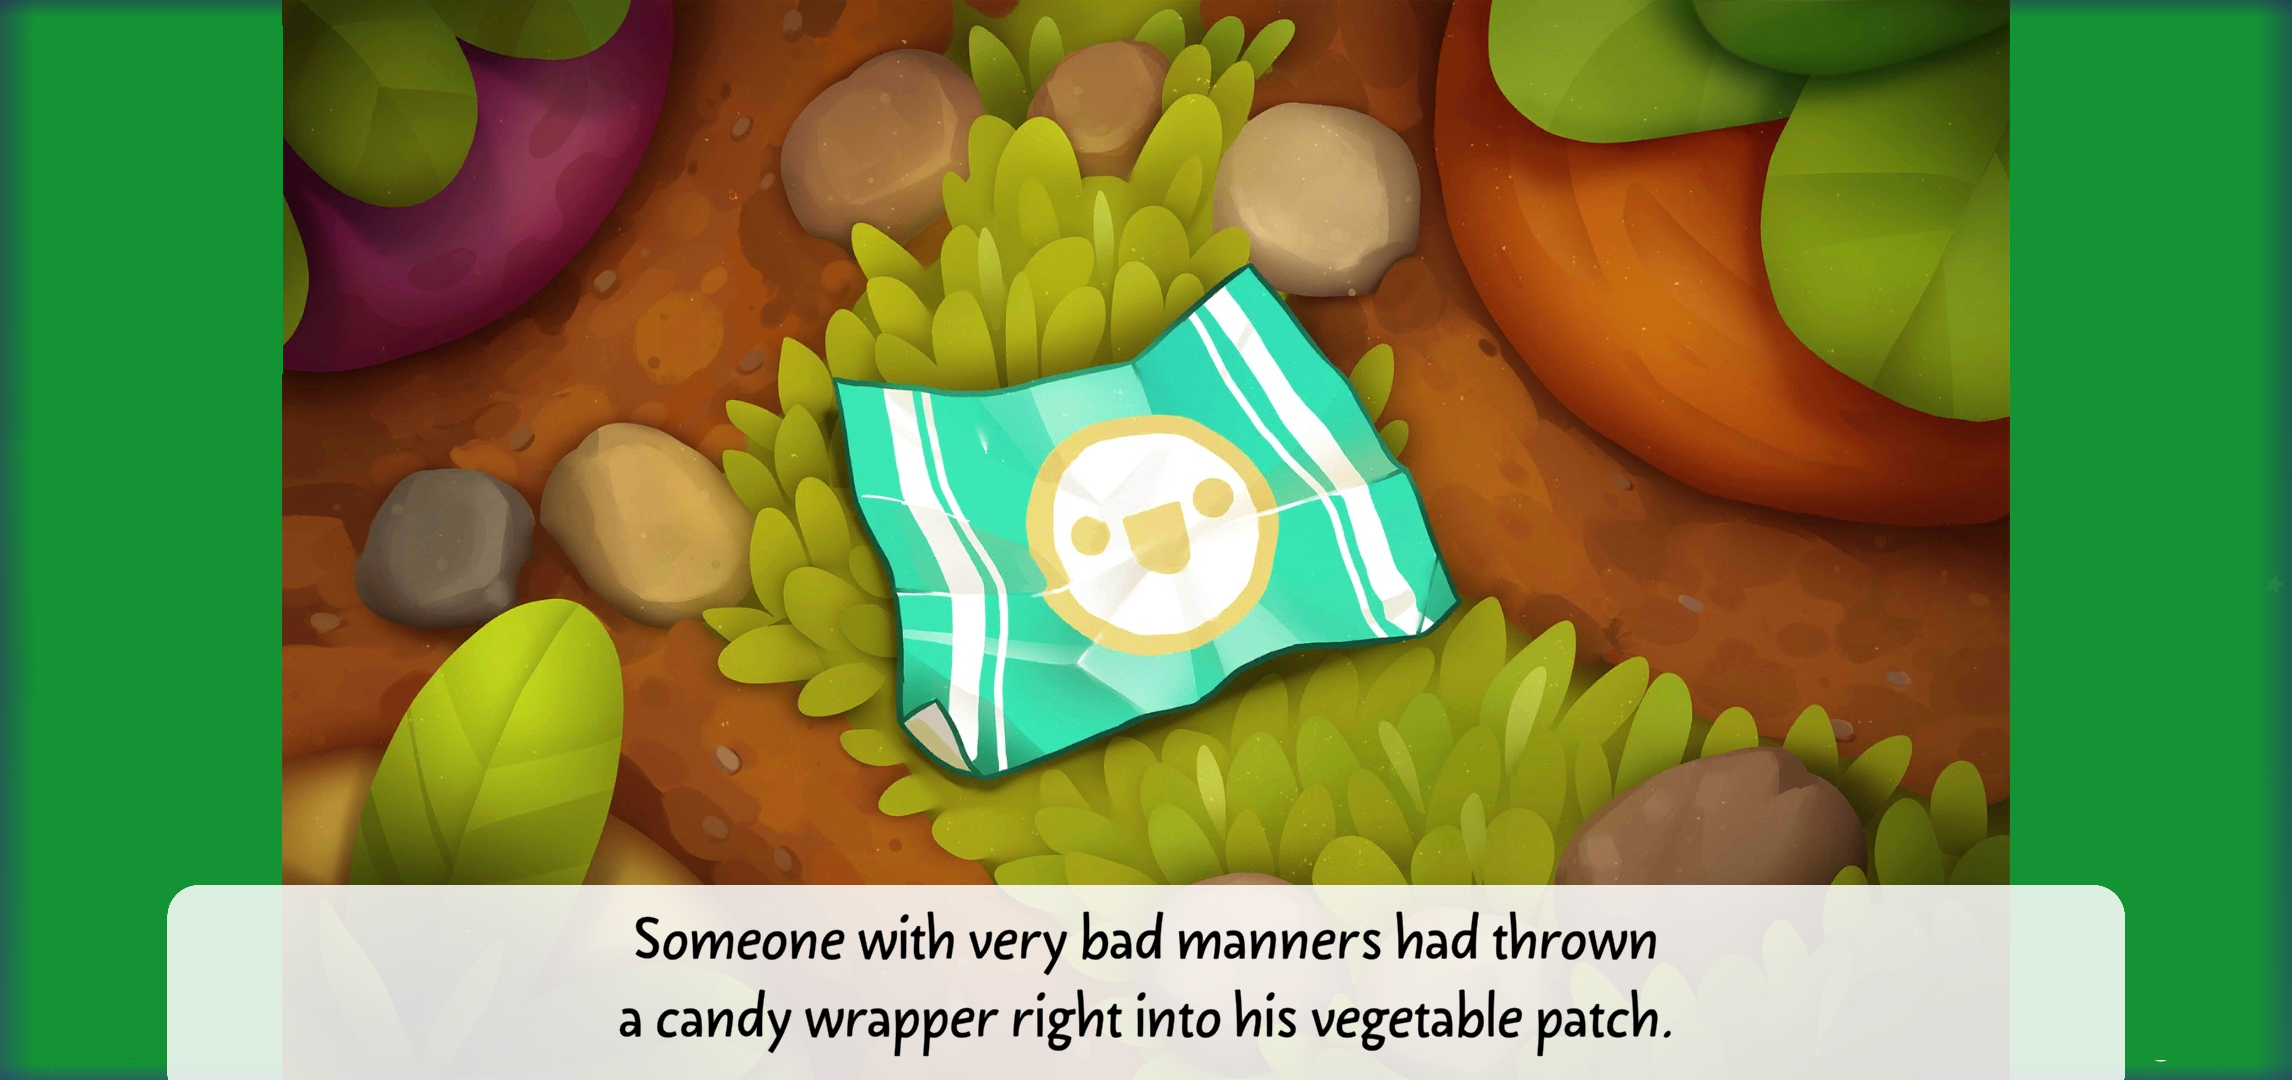 Someone with very bad manners had thrown
a candy wrapper right into his vegetable patch.